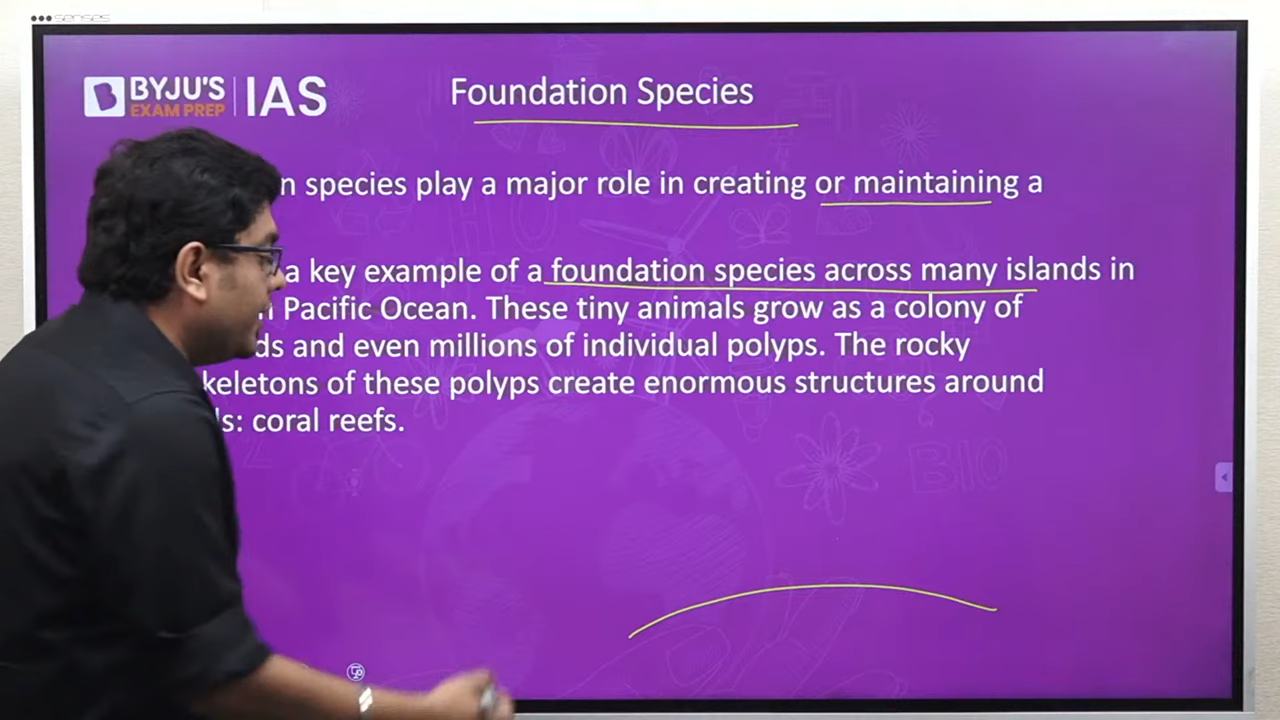 senses
BYJU'S
EXAM PREP
IAS
Foundation Species
n species play a major role in creating or maintaining a
a key example of a foundation species across many islands in
Pacific Ocean. These tiny animals grow as a colony of
ds and even millions of individual polyps. The rocky
keletons of these polyps create enormous structures around
s: coral reefs.
BIO